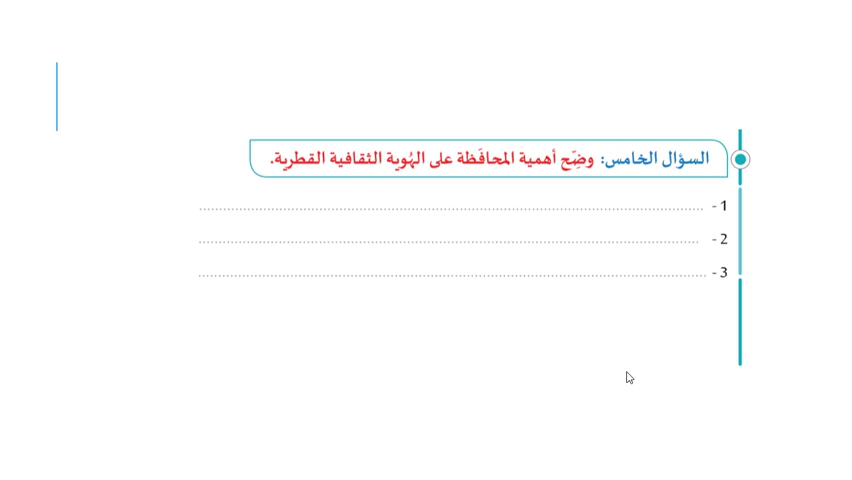 السؤال الخامس: وضِّح أهمية المحافَظة على الهُوية الثقافية القطرية.
1 - ........................................................................
2 - ........................................................................
3 - ........................................................................